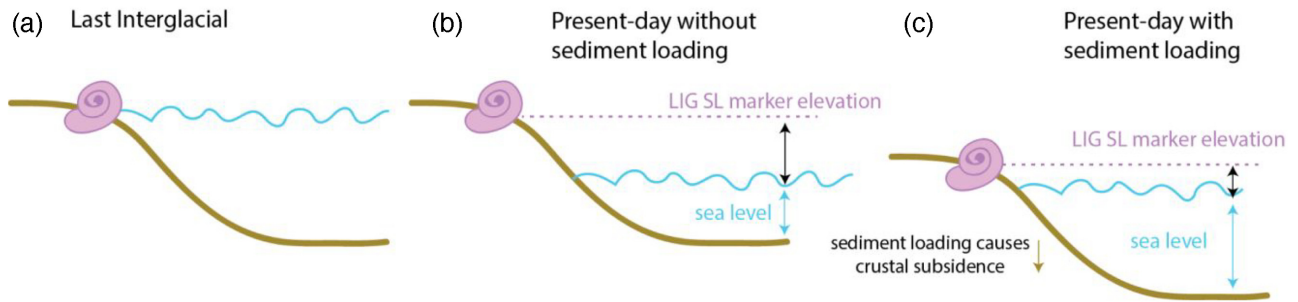 (a)
Last Interglacial
(b)
Present-day without
sediment loading
LIG SL marker elevation
sea level
(c)
Present-day with
sediment loading
LIG SL marker elevation
sea level
sediment loading causes
crustal subsidence